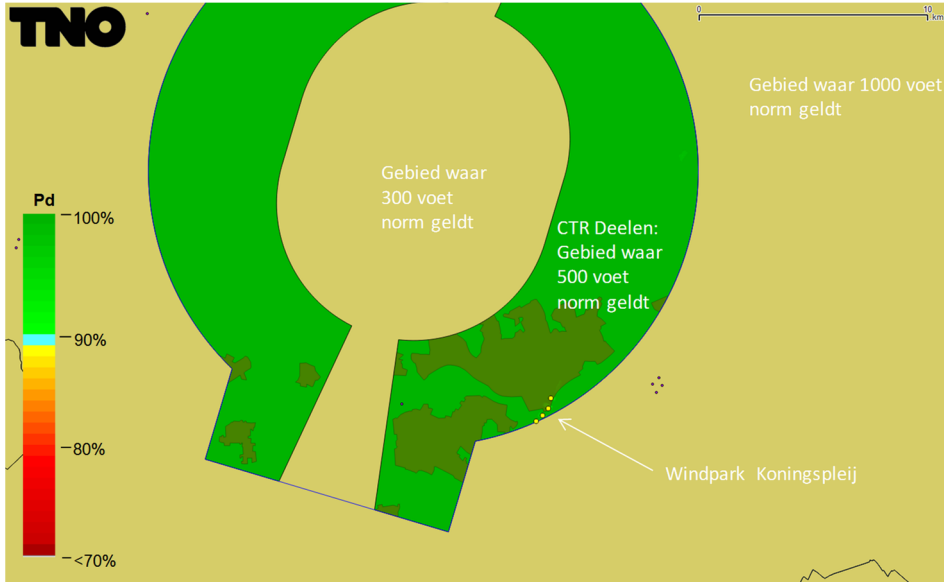 TNO
0
10
km
Gebied waar 1000 voet
norm geldt
Gebied waar
300 voet
norm geldt
Pd
100%
90%
80%
<70%
CTR Deelen:
Gebied waar
500 voet
norm geldt
Windpark Koningspleij